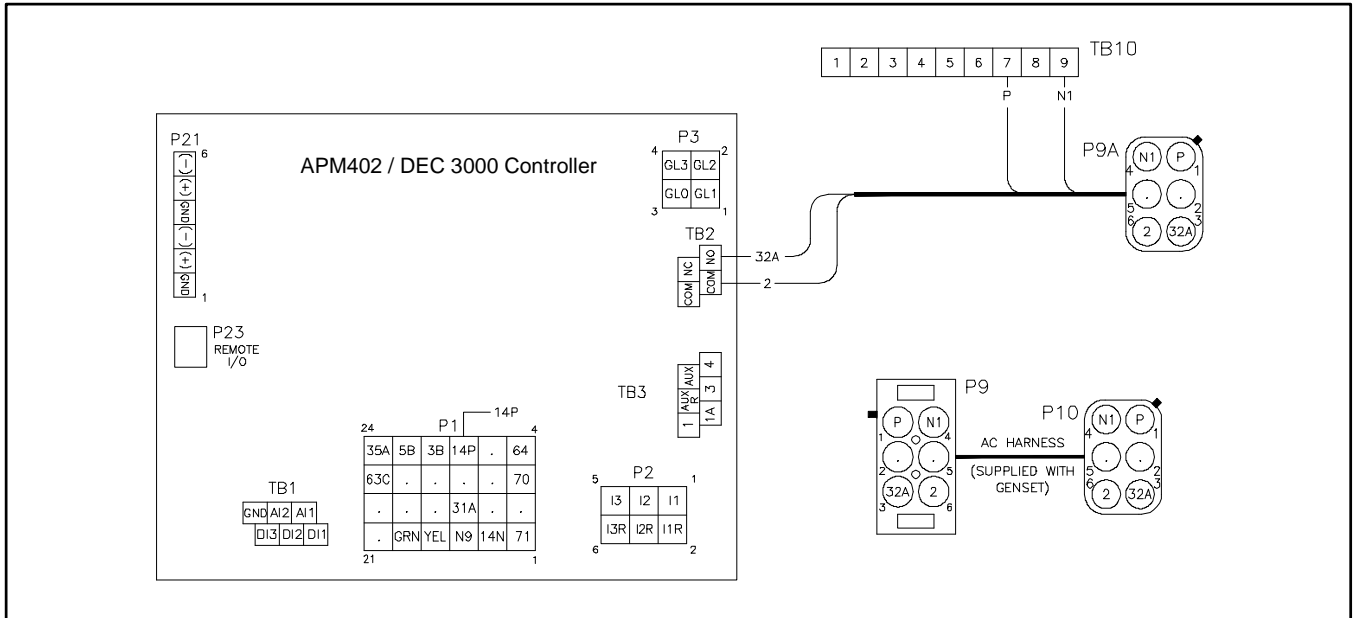 TB10
1 2 3 4 5 6 7 8 9
P N1
P21
6
(-)
(+)
GND
(-)
(+)
GND
1
APM402 / DEC 3000 Controller
P3
4 2
GL3 GL2
GL0 GL1
3 1
P9A
N1 P
4 1
. .
5 2
6 3
2 32A
TB2
NC NO
COM COM
32A
2
P23
REMOTE
I/O
TB3
AUX 4
AUX R 3
1 1A
P9
P N1
1 4
. .
2 5
32A 2
3 6
AC HARNESS
(SUPPLIED WITH
GENSET)
P10
N1 P
4 1
. .
5 2
6 3
2 32A
14P
24 P1 4
35A 5B 3B 14P . 64
63C . . . . 70
. . . 31A . .
. GRN YEL N9 14N 71
21 1
P2
5 1
I3 I2 I1
I3R I2R I1R
6 2
TB1
GND AI2 AI1
DI3 DI2 DI1